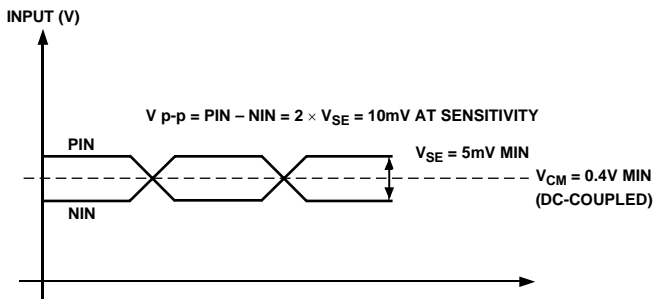 INPUT (V)
V p-p = PIN – NIN = 2 × VSE = 10mV AT SENSITIVITY
PIN
VSE = 5mV MIN
VCM = 0.4V MIN
(DC-COUPLED)
NIN